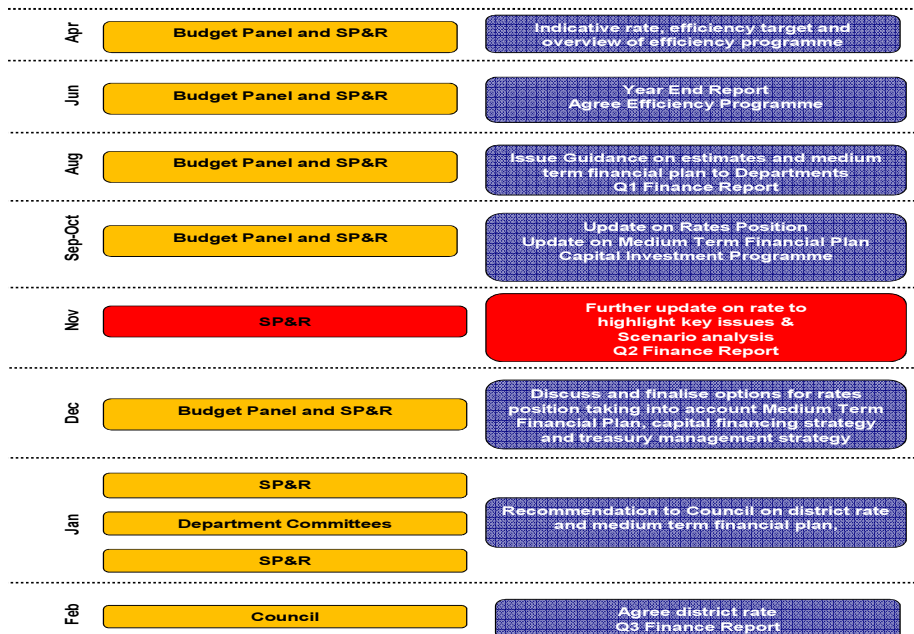 Apr
Budget Panel and SP&R
Indicative rate, efficiency target and
overview of efficiency programme
Jun
Budget Panel and SP&R
Year End Report
Agree Efficiency Programme
Aug
Budget Panel and SP&R
Issue Guidance on estimates and medium
term financial plan to Departments
Q1 Finance Report
Sep-Oct
Budget Panel and SP&R
Update on Rates Position
Update on Medium Term Financial Plan
Capital Investment Programme
Nov
SP&R
Further update on rate to
highlight key issues &
Scenario analysis
Q2 Finance Report
Dec
Budget Panel and SP&R
Discuss and finalise options for rates
position taking into account Medium Term
Financial Plan, capital financing strategy
and treasury management strategy
Jan
SP&R
Department Committees
SP&R
Recommendation to Council on district rate
and medium term financial plan.
Feb
Council
Agree district rate
Q3 Finance Report